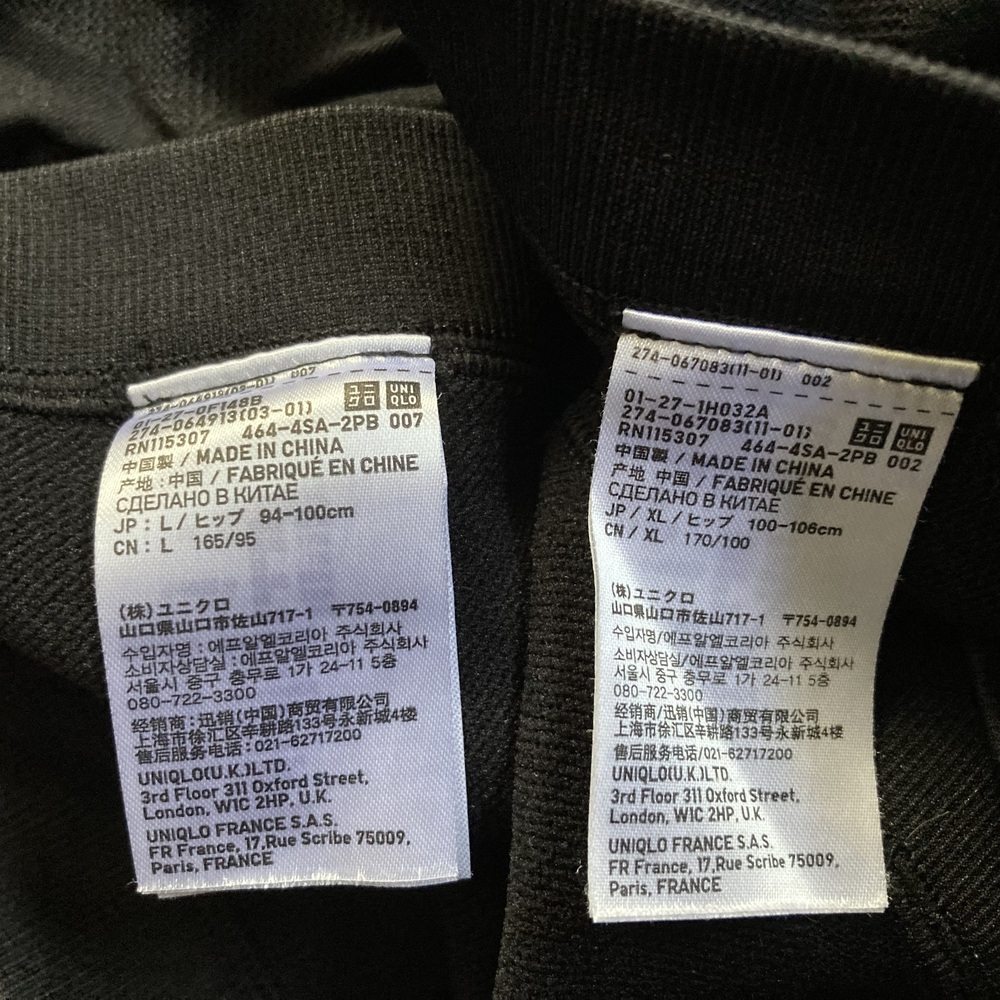 007
ユニ
クロ
UNI
QLO
274-064913(03-01)
RN115307 464-4SA-2PB 007
中国製 / MADE IN CHINA
产地 : 中国 / FABRIQUÉ EN CHINE
СДЕЛАНО В КИТАЕ
JP : L / ヒップ 94-100cm
CN : L 165/95
(株)ユニクロ
山口県山口市佐山717-1 〒754-0894
수입자명 : 에프알엘코리아 주식회사
소비자상담실 : 에프알엘코리아 주식회사
서울시 중구 충무로 1가 24-11 5층
080-722-3300
经销商 : 迅销(中国)商贸有限公司
上海市徐汇区辛耕路133号永新城4楼
售后服务电话 : 021-62717200
UNIQLO(U.K.)LTD.
3rd Floor 311 Oxford Street,
London, W1C 2HP, U.K.
UNIQLO FRANCE S.A.S.
FR France, 17,Rue Scribe 75009,
Paris, FRANCE
274-067083(11-01) 002
01-27-1H032A
ユニ
クロ
UNI
QLO
274-067083(11-01)
RN115307 464-4SA-2PB 002
中国製 / MADE IN CHINA
产地 中国 / FABRIQUÉ EN CHINE
СДЕЛАНО В КИТАЕ
JP / XL / ヒップ 100-106cm
CN / XL 170/100
(株)ユニクロ
山口県山口市佐山717-1 〒754-0894
수입자명/에프알엘코리아 주식회사
소비자상담실/에프알엘코리아 주식회사
서울시 중구 충무로 1가 24-11 5층
080-722-3300
经销商/迅销(中国)商贸有限公司
上海市徐汇区辛耕路133号永新城4楼
售后服务电话/021-62717200
UNIQLO(U.K.)LTD.
3rd Floor 311 Oxford Street,
London, W1C 2HP, U.K.
UNIQLO FRANCE S.A.S.
FR France, 17,Rue Scribe 75009,
Paris, FRANCE